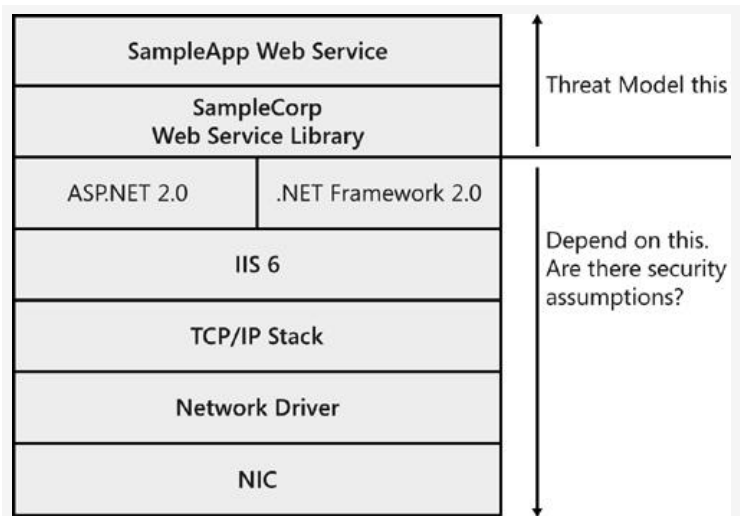 SampleApp Web Service
SampleCorp
Web Service Library
Threat Model this
ASP.NET 2.0
.NET Framework 2.0
IIS 6
TCP/IP Stack
Network Driver
NIC
Depend on this.
Are there security
assumptions?